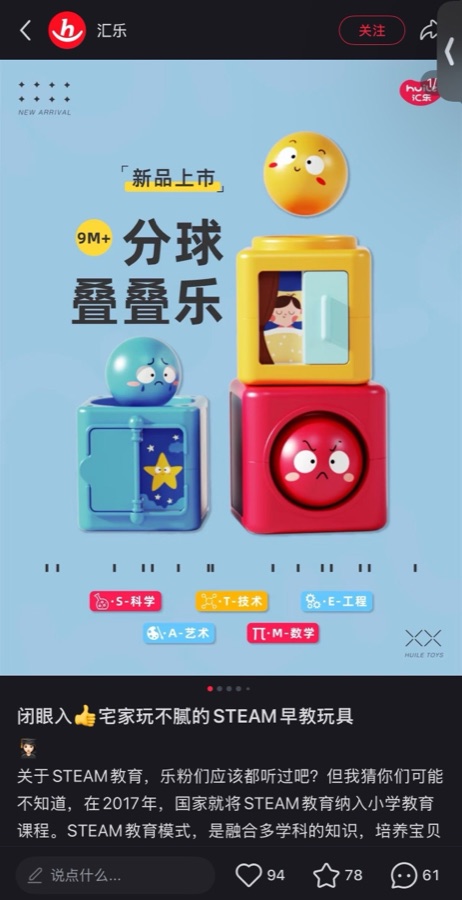 汇乐
关注
NEW ARRIVAL
汇乐
新品上市
9M+
分球
叠叠乐
S-科学
T-技术
E-工程
A-艺术
M-数学
HUILE TOYS
闭眼入👍宅家玩不腻的STEAM早教玩具
关于STEAM教育，乐粉们应该都听过吧？但我猜你们可能
不知道，在2017年，国家就将STEAM教育纳入小学教育
课程。STEAM教育模式，是融合多学科的知识，培养宝贝
说点什么...
94
78
61